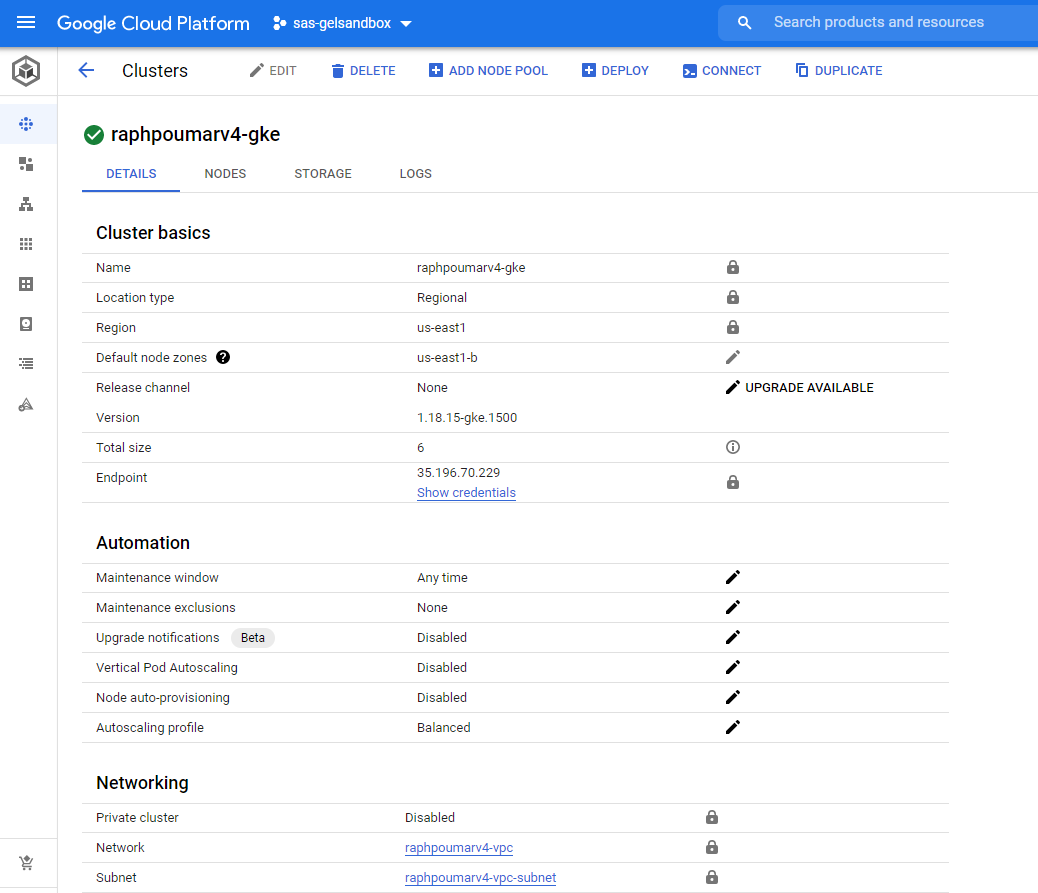 Google Cloud Platform sas-gelsandbox Search products and resources
Clusters EDIT DELETE ADD NODE POOL DEPLOY CONNECT DUPLICATE
raphpoumarv4-gke
DETAILS NODES STORAGE LOGS
Cluster basics
Name raphpoumarv4-gke
Location type Regional
Region us-east1
Default node zones ? us-east1-b
Release channel None UPGRADE AVAILABLE
Version 1.18.15-gke.1500
Total size 6
Endpoint 35.196.70.229
Show credentials
Automation
Maintenance window Any time
Maintenance exclusions None
Upgrade notifications Beta Disabled
Vertical Pod Autoscaling Disabled
Node auto-provisioning Disabled
Autoscaling profile Balanced
Networking
Private cluster Disabled
Network raphpoumarv4-vpc
Subnet raphpoumarv4-vpc-subnet